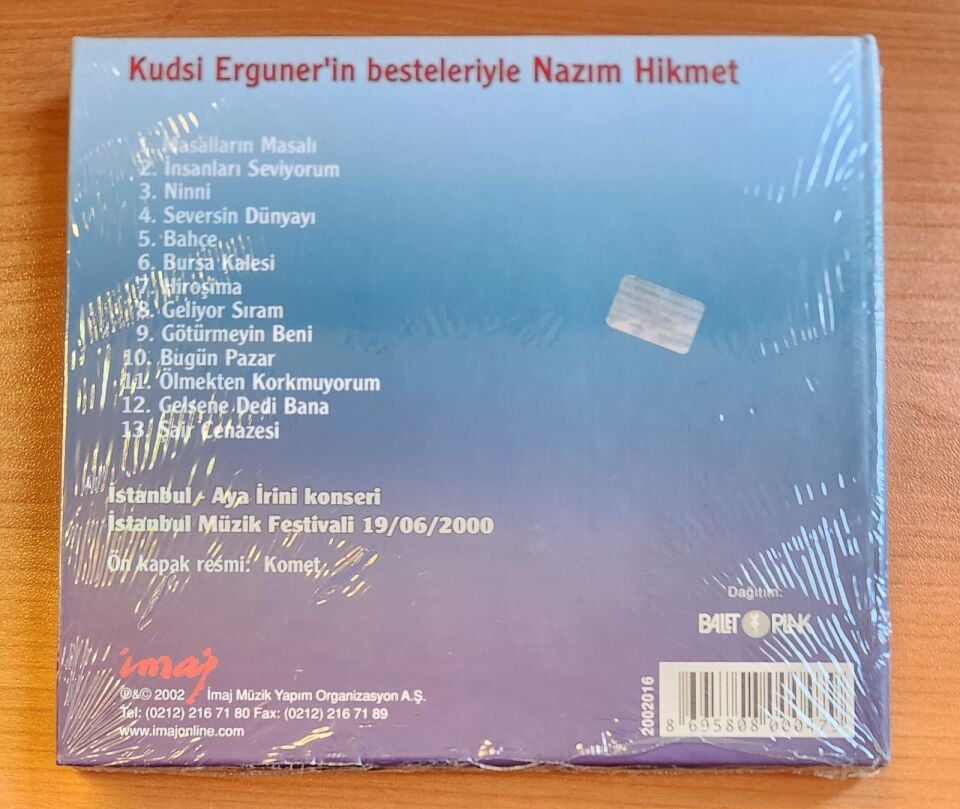 Kudsi Erguner'in besteleriyle Nazım Hikmet
1. Masalların Masalı
2. İnsanları Seviyorum
3. Ninni
4. Seversin Dünyayı
5. Bahçe
6. Bursa Kalesi
7. Hiroşima
8. Geliyor Sıram
9. Götürmeyin Beni
10. Bugün Pazar
11. Ölmekten Korkmuyorum
12. Gelsene Dedi Bana
13. Şair Cenazesi
İstanbul - Aya İrini konseri
İstanbul Müzik Festivali 19/06/2000
Ön kapak resmi: Komet
Dağıtım:
BALET PLAK
imaj
℗&© 2002 İmaj Müzik Yapım Organizasyon A.Ş.
Tel: (0212) 216 71 80 Fax: (0212) 216 71 89
www.imajonline.com
2002016